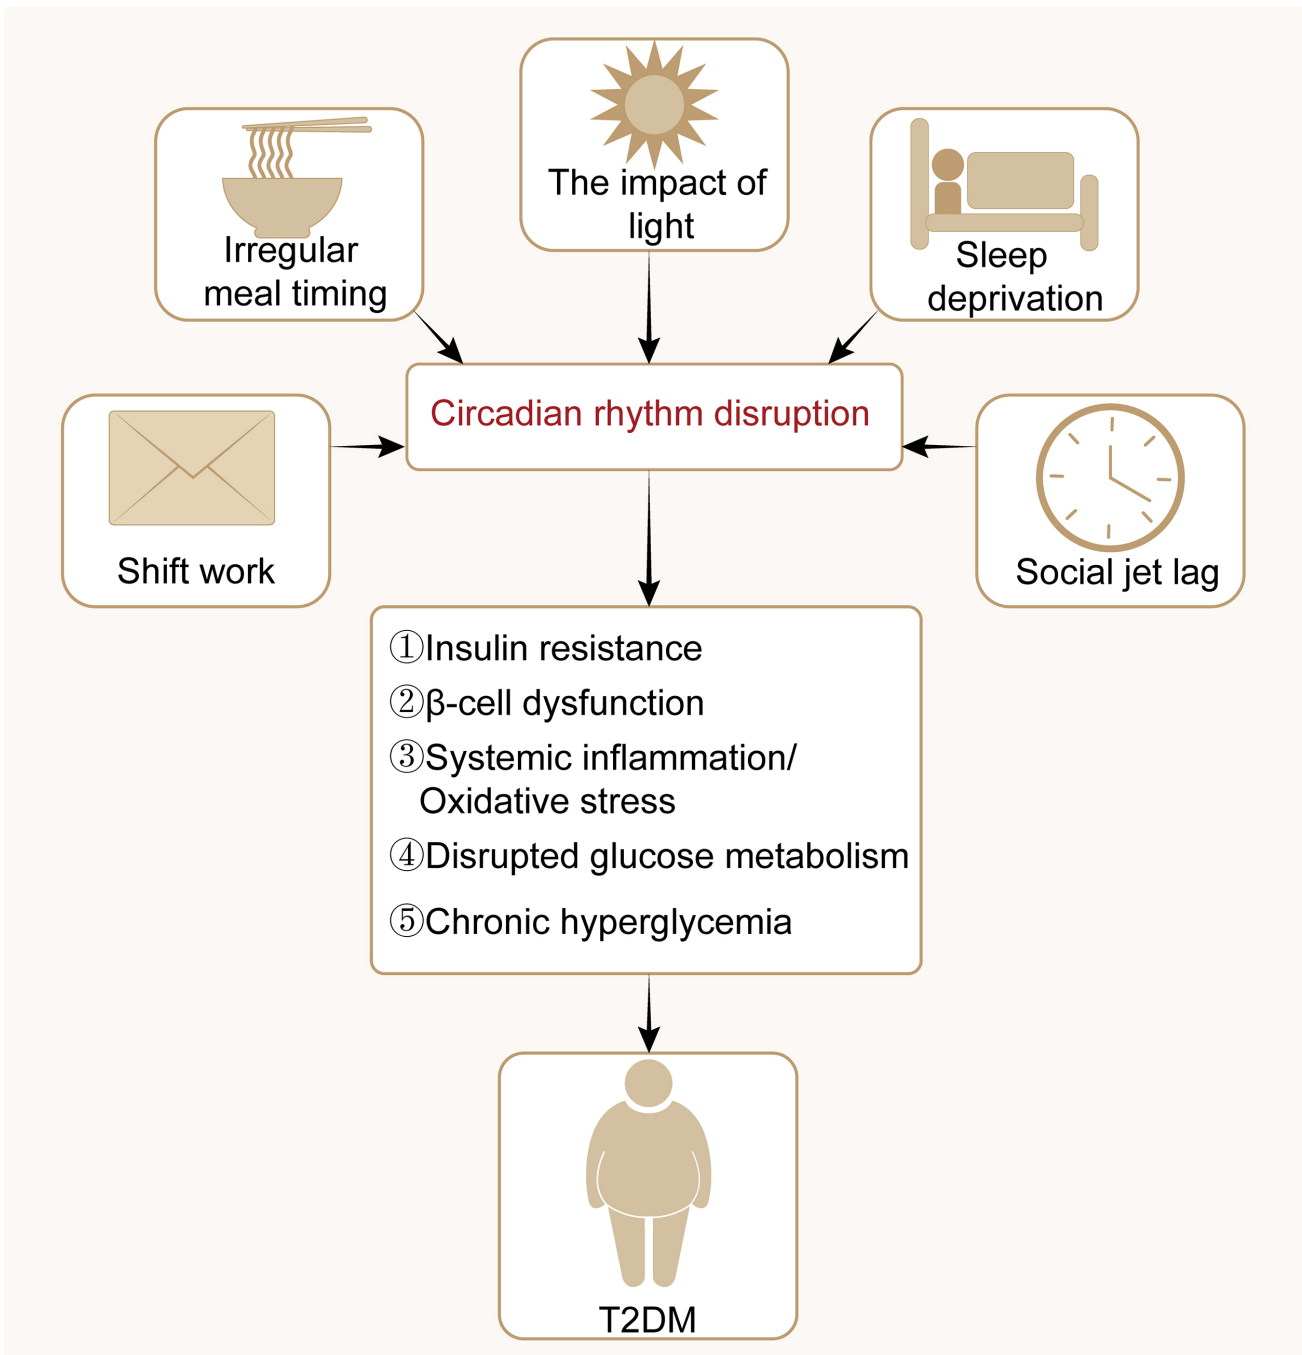 The impact of
light
Irregular
meal timing
Sleep
deprivation
Circadian rhythm disruption
Shift work
Social jet lag
①Insulin resistance
②β-cell dysfunction
③Systemic inflammation/
Oxidative stress
④Disrupted glucose metabolism
⑤Chronic hyperglycemia
T2DM